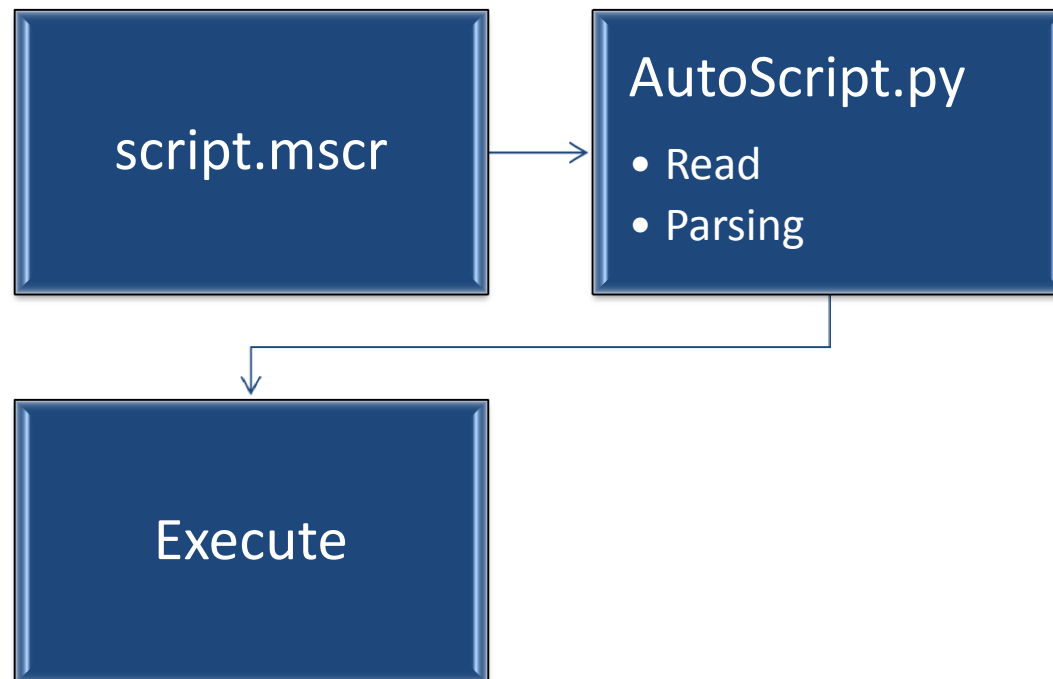 script.mscr
AutoScript.py
• Read
• Parsing
Execute